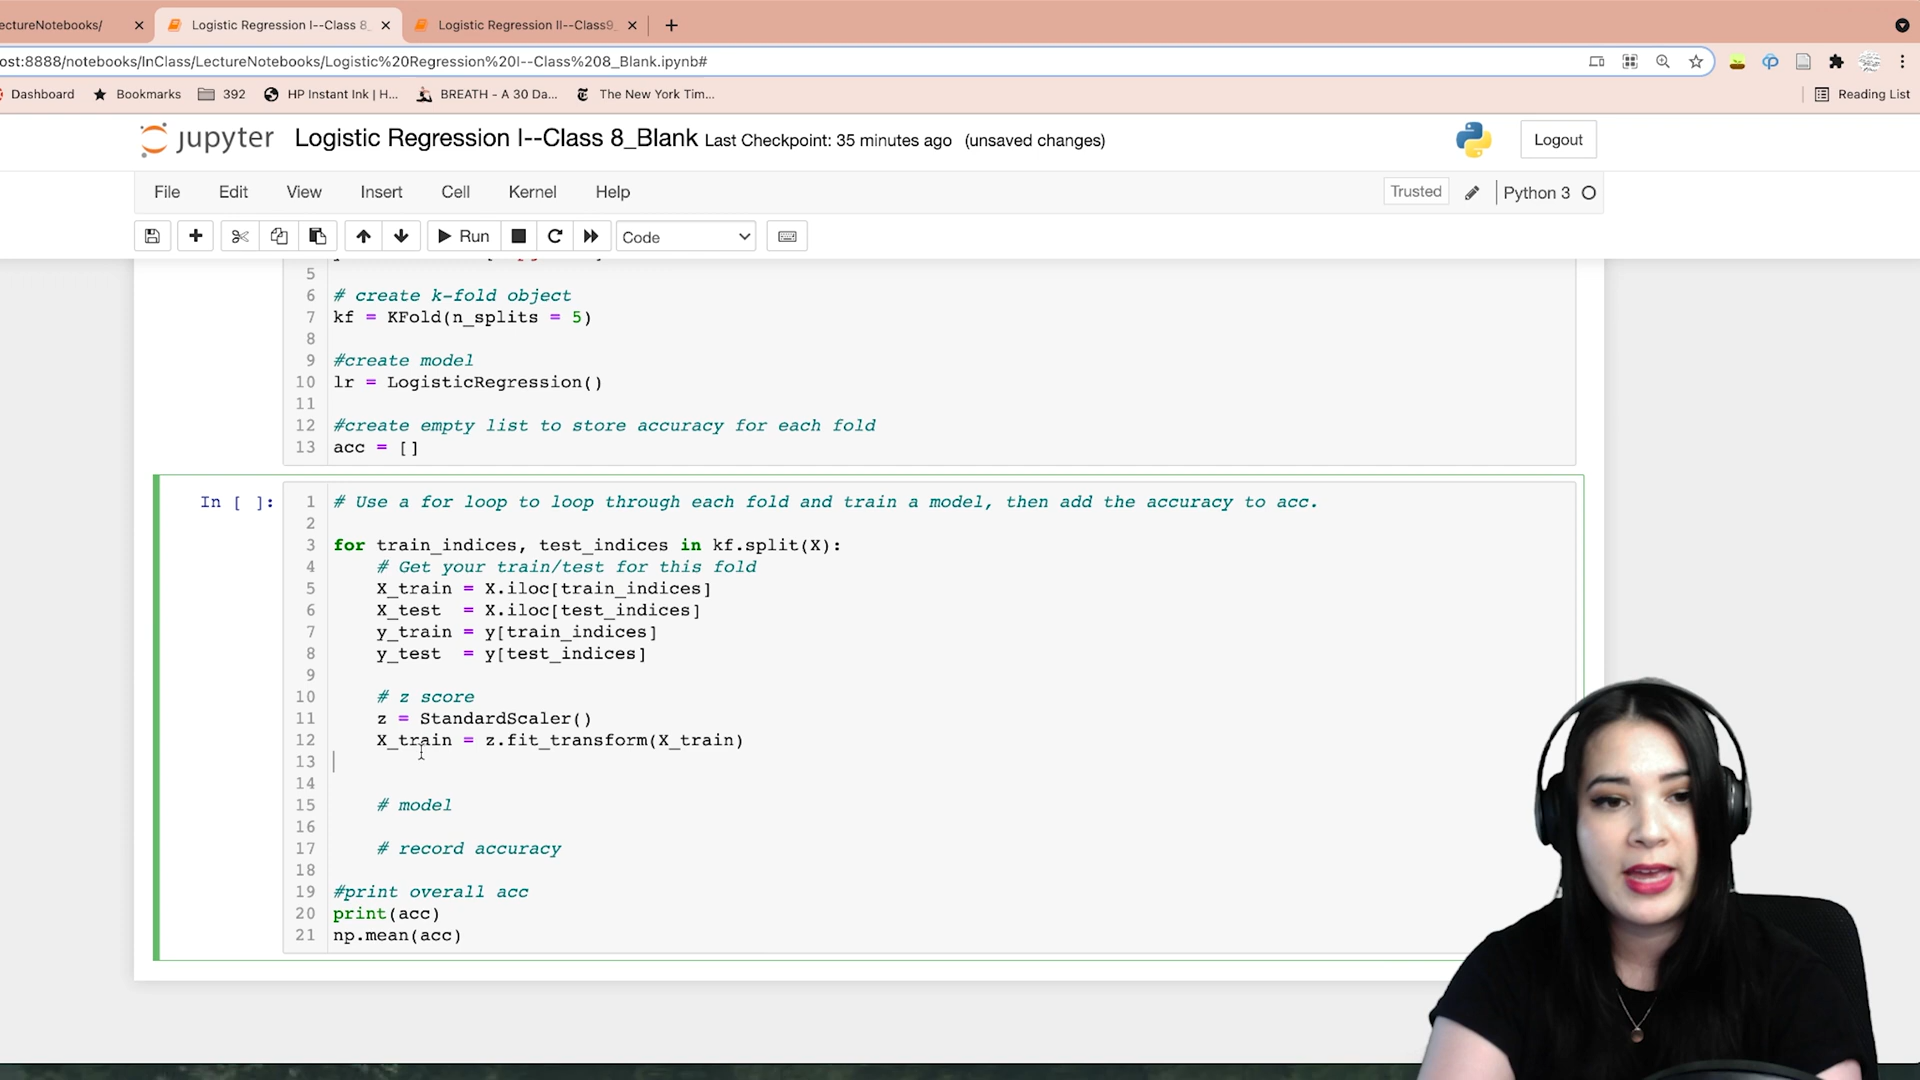 ectureNotebooks/
Logistic Regression I--Class 8_
Logistic Regression II--Class9_
ost:8888/notebooks/InClass/LectureNotebooks/Logistic%20Regression%20I--Class%208_Blank.ipynb#
Dashboard
Bookmarks
392
HP Instant Ink | H...
BREATH - A 30 Da...
The New York Tim...
Reading List
jupyter
Logistic Regression I--Class 8_Blank
Last Checkpoint: 35 minutes ago
(unsaved changes)
Logout
File Edit View Insert Cell Kernel Help
Trusted
Python 3
Run
Code
5
6 # create k-fold object
7 kf = KFold(n_splits = 5)
8
9 #create model
10 lr = LogisticRegression()
11
12 #create empty list to store accuracy for each fold
13 acc = []
In [ ]:
1 # Use a for loop to loop through each fold and train a model, then add the accuracy to acc.
2
3 for train_indices, test_indices in kf.split(X):
4     # Get your train/test for this fold
5     X_train = X.iloc[train_indices]
6     X_test  = X.iloc[test_indices]
7     y_train = y[train_indices]
8     y_test  = y[test_indices]
9
10     # z score
11     z = StandardScaler()
12     X_train = z.fit_transform(X_train)
13
14
15     # model
16
17     # record accuracy
18
19 #print overall acc
20 print(acc)
21 np.mean(acc)